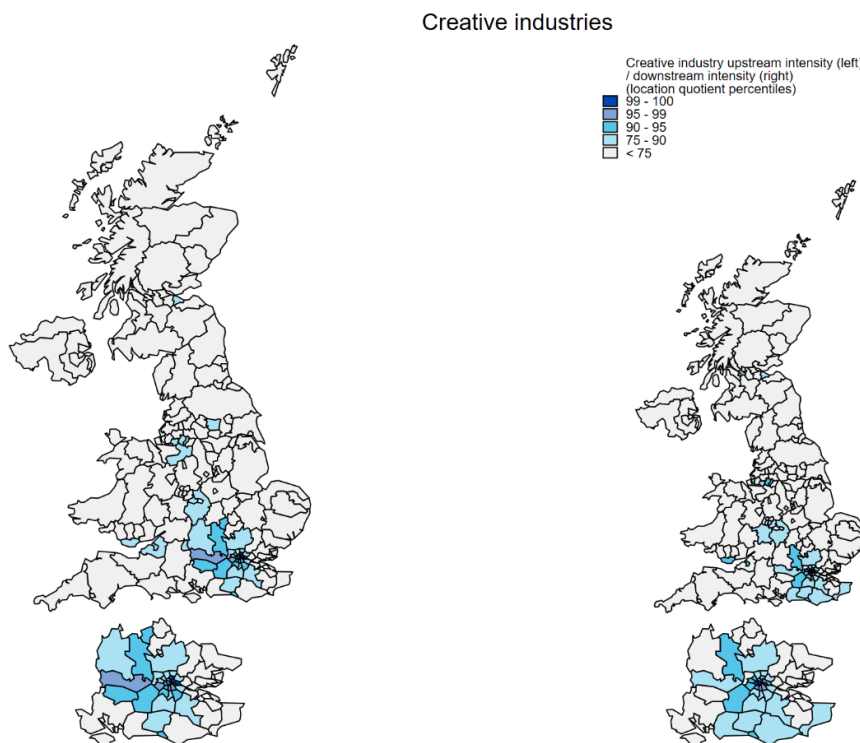 Creative industries
Creative industry upstream intensity (left)
/ downstream intensity (right)
(location quotient percentiles)
99 - 100
95 - 99
90 - 95
75 - 90
< 75